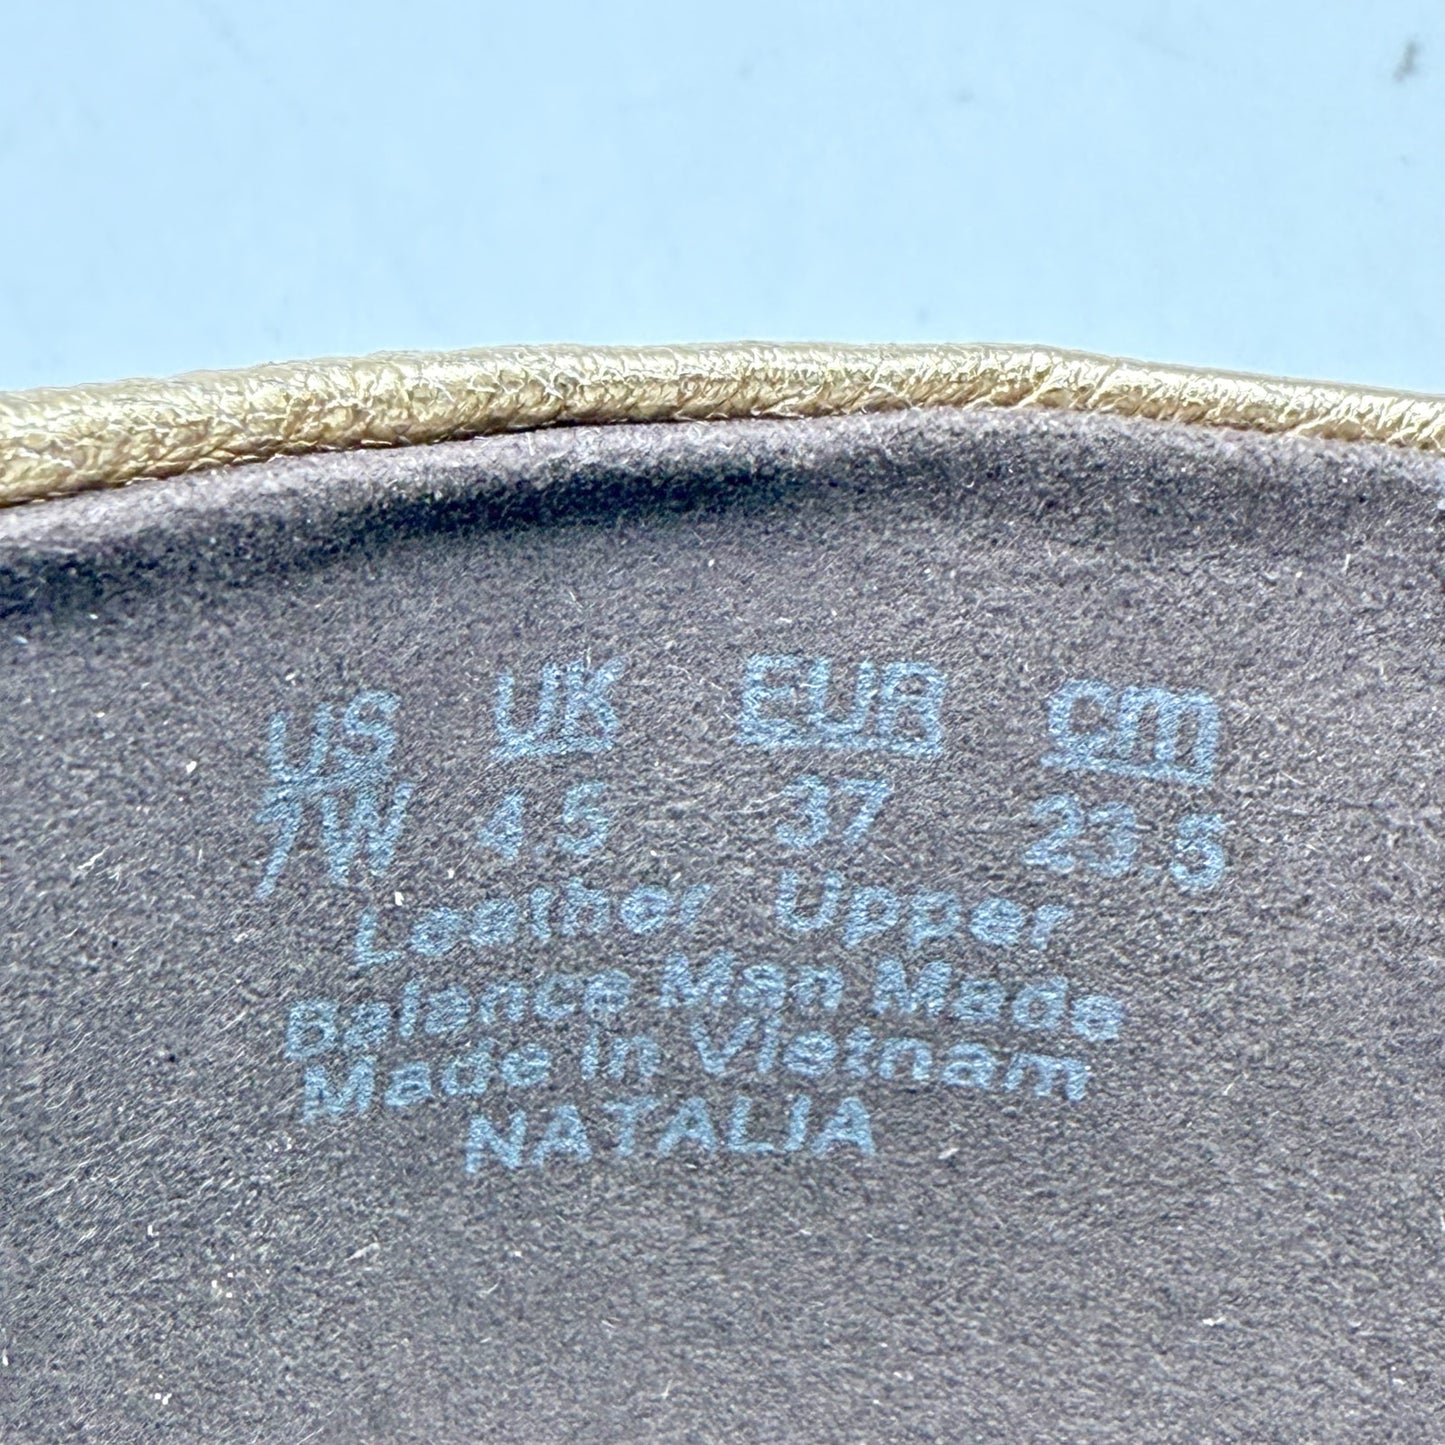 US UK EUR cm
7W 4.5 37 23.5
Leather Upper
Balance Man Made
Made in Vietnam
NATALIA